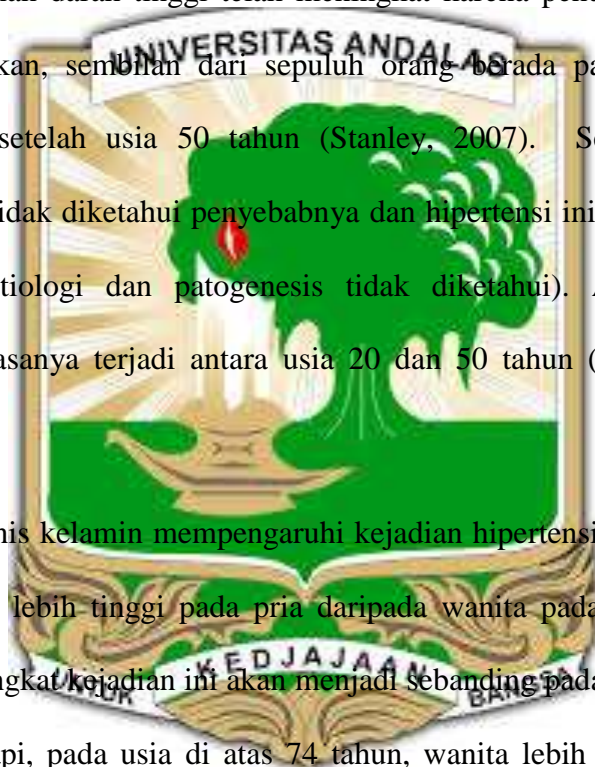 UNIVERSITAS ANDALAS
kan, sembilan dari sepuluh orang berada pa
setelah usia 50 tahun (Stanley, 2007). S
idak diketahui penyebabnya dan hipertensi ini
tiologi dan patogenesis tidak diketahui). A
asanya terjadi antara usia 20 dan 50 tahun (
nis kelamin mempengaruhi kejadian hipertensi
lebih tinggi pada pria daripada wanita pada
ngkat kejadian ini akan menjadi sebanding pada
UNTUK KEDJAJAAN BANGSA
pi, pada usia di atas 74 tahun, wanita lebih